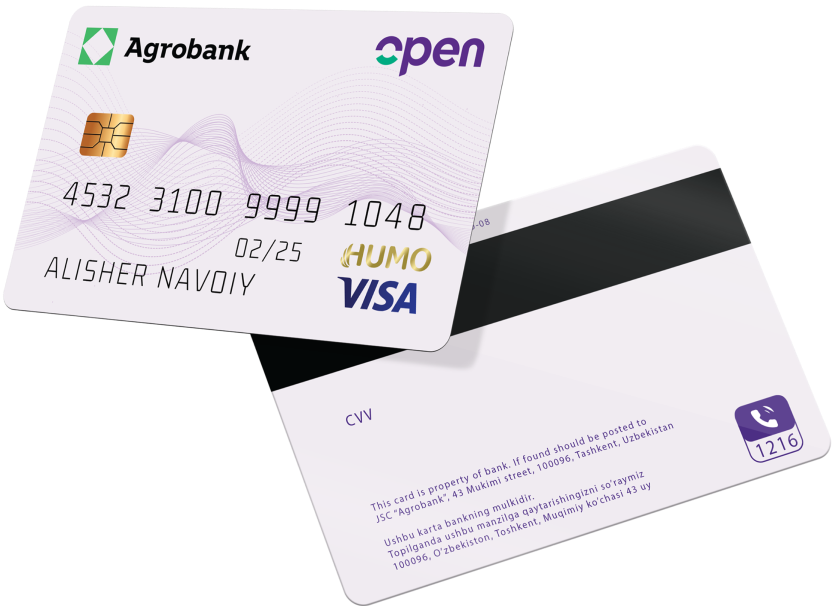 Agrobank
open
4532 3100 9999 1048
02/25
HUMO
ALISHER NAVOIY
VISA
-08
CVV
This card is property of bank. If found should be posted to
JSC "Agrobank", 43 Mukimi street, 100096, Tashkent, Uzbekistan
Ushbu karta bankning mulkidir.
Topilganda ushbu manzilga qaytarishingizni so'raymiz
100096, O'zbekiston, Toshkent, Muqimiy ko'chasi 43 uy
1216